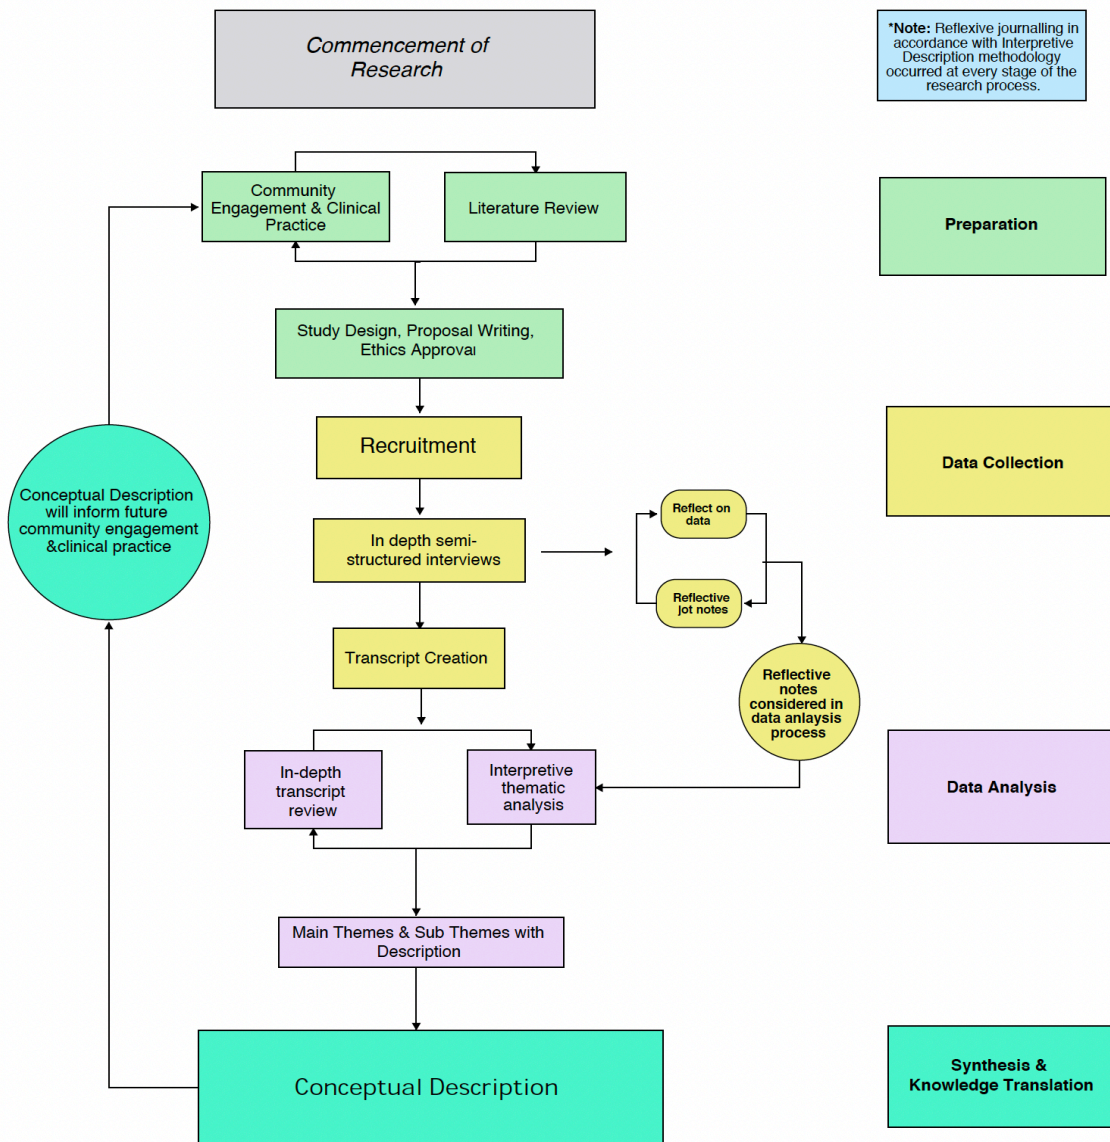 Commencement of
Research
*Note: Reflexive journalling in
accordance with Interpretive
Description methodology
occurred at every stage of the
research process.
Community
Engagement & Clinical
Practice
Literature Review
Preparation
Study Design, Proposal Writing,
Ethics Approval
Recruitment
Data Collection
Conceptual Description
will inform future
community engagement
&clinical practice
In depth semi-
structured interviews
Reflect on
data
Reflective
jot notes
Transcript Creation
Reflective
notes
considered in
data anlaysis
process
In-depth
transcript
review
Interpretive
thematic
analysis
Data Analysis
Main Themes & Sub Themes with
Description
Conceptual Description
Synthesis &
Knowledge Translation